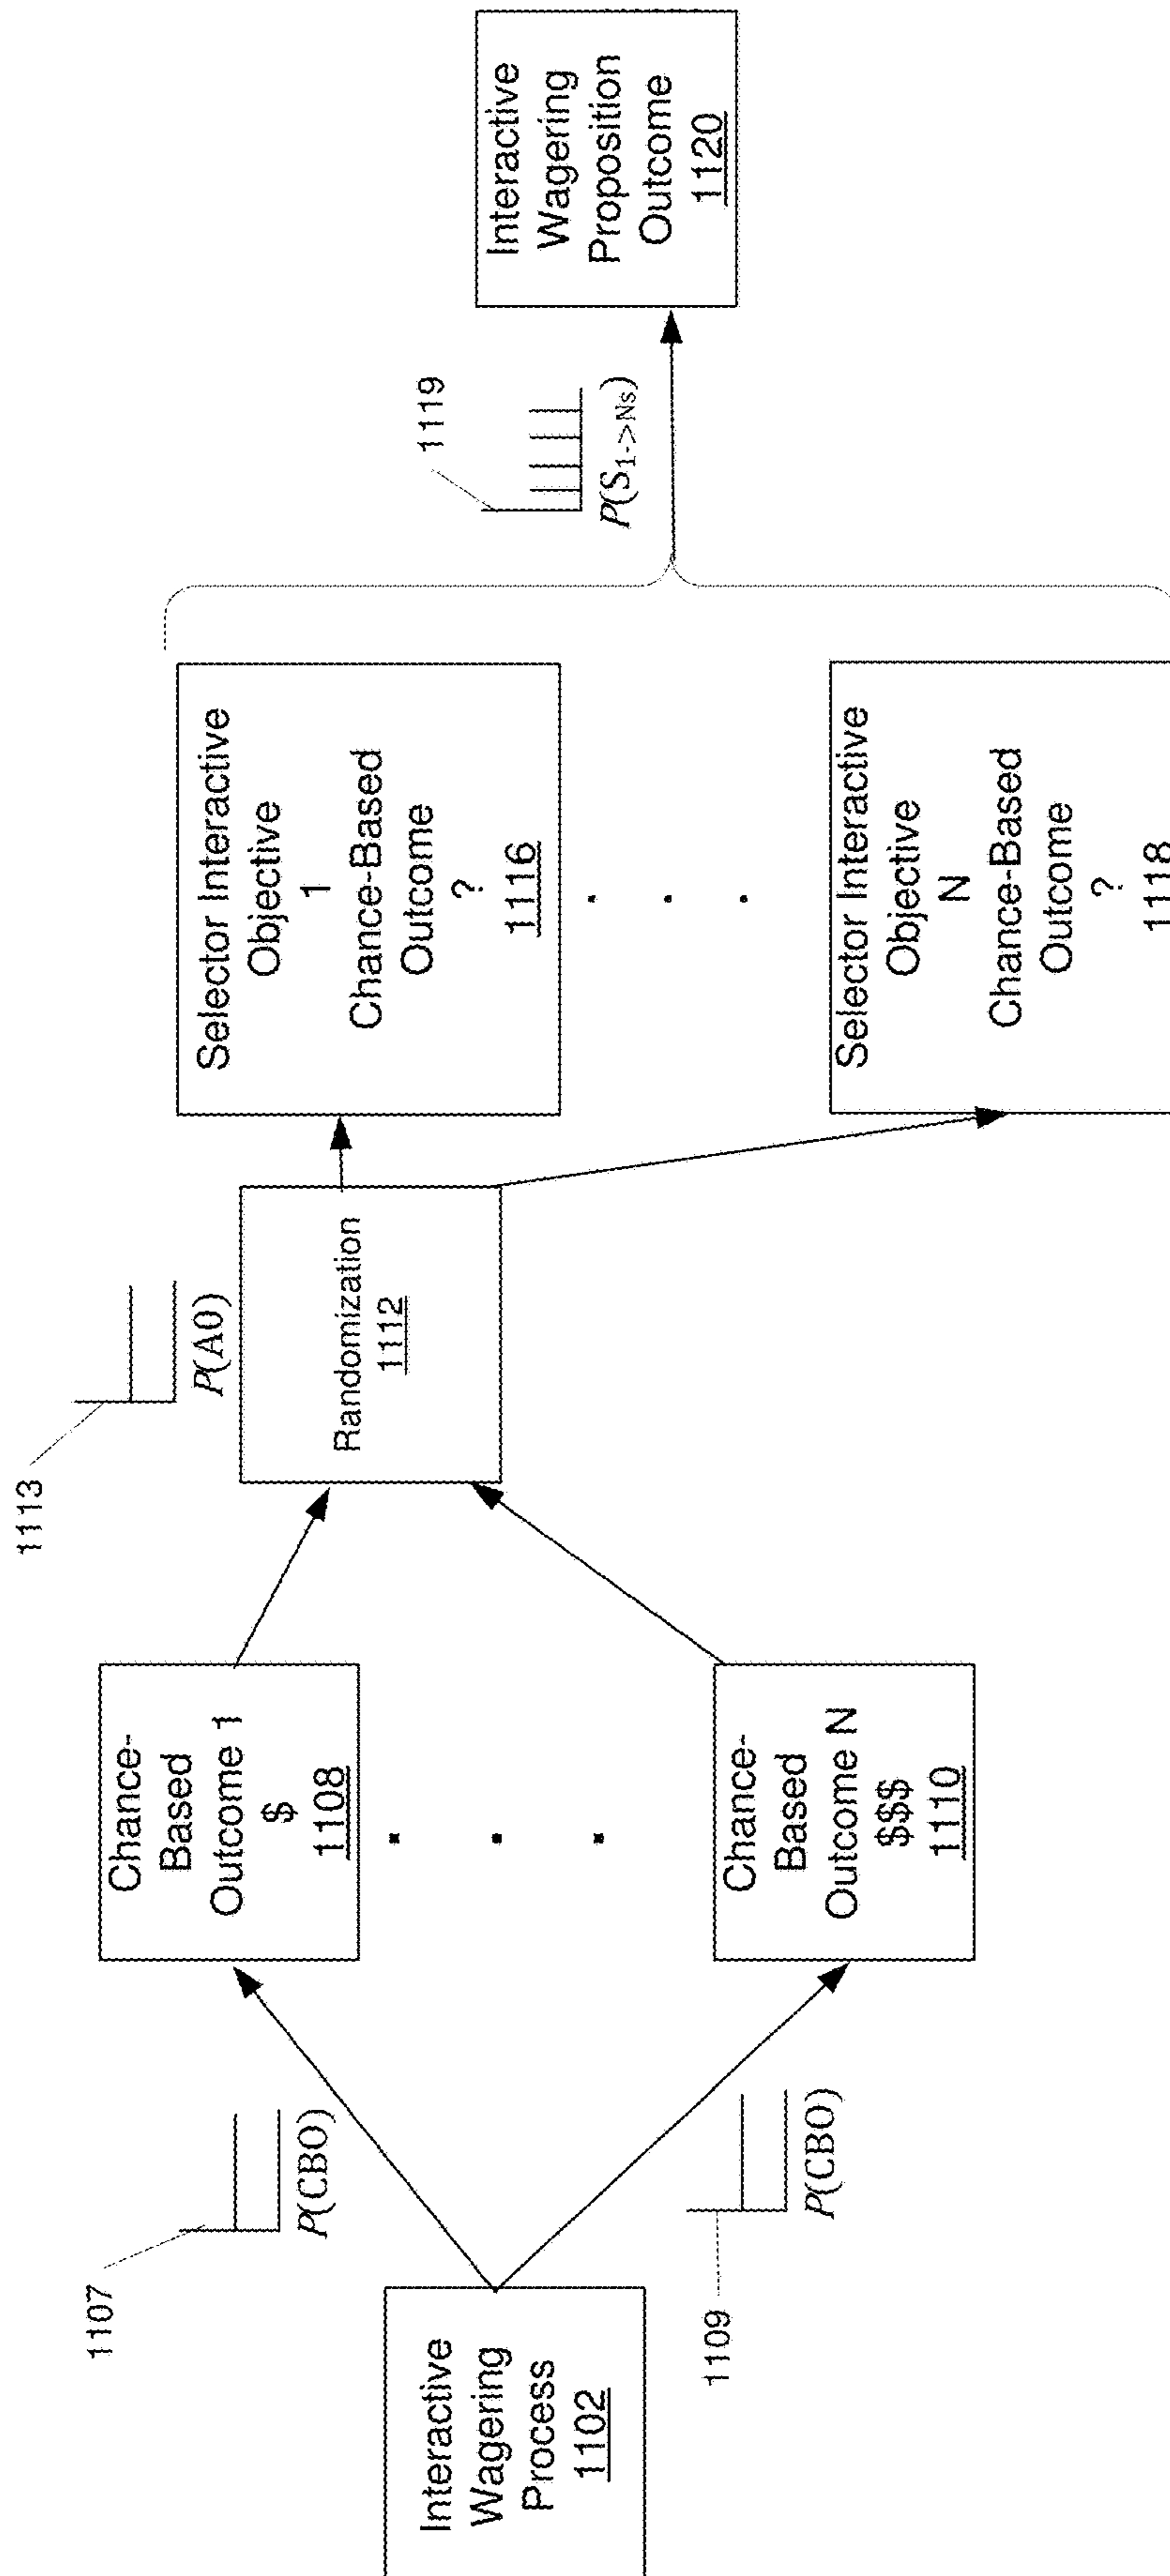 Interactive
Wagering
Process
1102
1107
P(CBO)
1109
P(CBO)
Chance-
Based
Outcome 1
$
1108
Chance-
Based
Outcome N
$$$
1110
1113
P(AO)
Randomization
1112
Selector Interactive
Objective
1
Chance-Based
Outcome
?
1116
Selector Interactive
Objective
N
Chance-Based
Outcome
?
1118
1119
P(S1->Ns)
Interactive
Wagering
Proposition
Outcome
1120